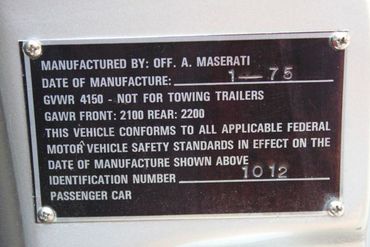 MANUFACTURED BY: OFF. A. MASERATI
DATE OF MANUFACTURE: 1-75
GVWR 4150 - NOT FOR TOWING TRAILERS
GAWR FRONT: 2100 REAR: 2200
THIS VEHICLE CONFORMS TO ALL APPLICABLE FEDERAL
MOTOR VEHICLE SAFETY STANDARDS IN EFFECT ON THE
DATE OF MANUFACTURE SHOWN ABOVE
IDENTIFICATION NUMBER 1012
PASSENGER CAR